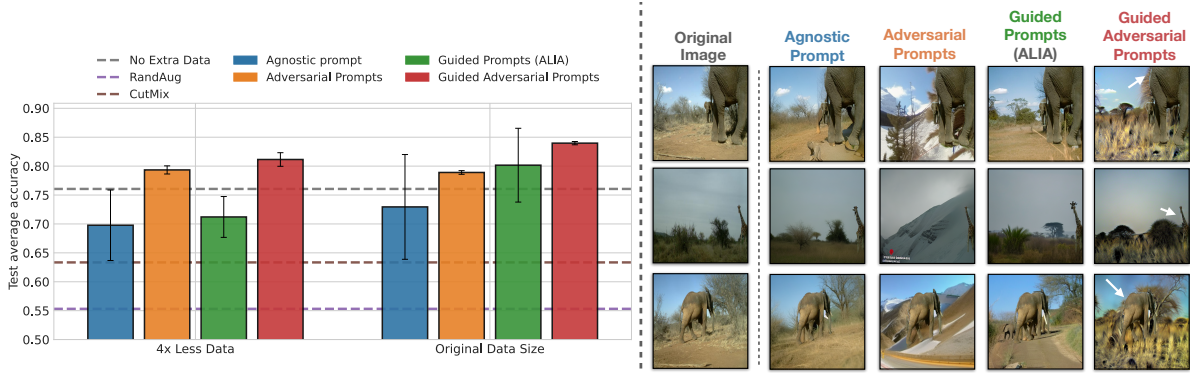 No Extra Data
RandAug
CutMix
Agnostic prompt
Adversarial Prompts
Guided Prompts (ALIA)
Guided Adversarial Prompts
Test average acccuracy
0.90
0.85
0.80
0.75
0.70
0.65
0.60
0.55
0.50
4x Less Data
Original Data Size
Original
Image
Agnostic
Prompt
Adversarial
Prompts
Guided
Prompts
(ALIA)
Guided
Adversarial
Prompts